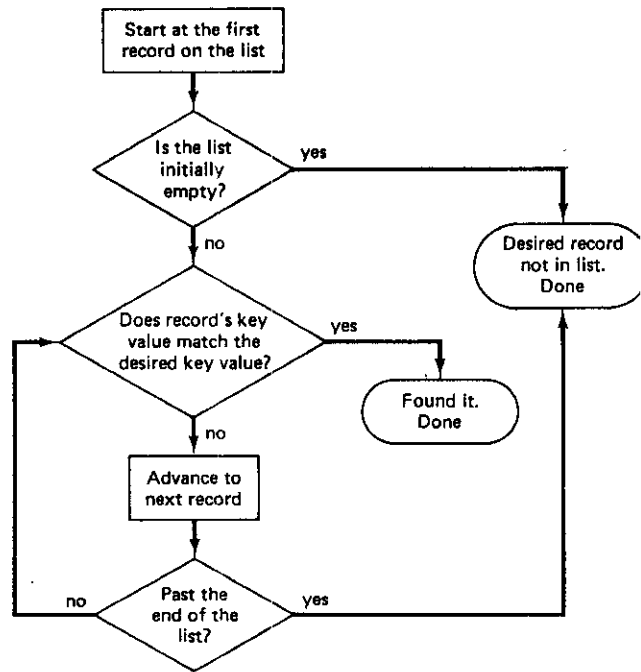 Start at the first
record on the list
Is the list
initially
empty?
yes
no
Desired record
not in list.
Done
Does record's key
value match the
desired key value?
yes
Found it.
Done
no
Advance to
next record
Past the
end of the
list?
no
yes